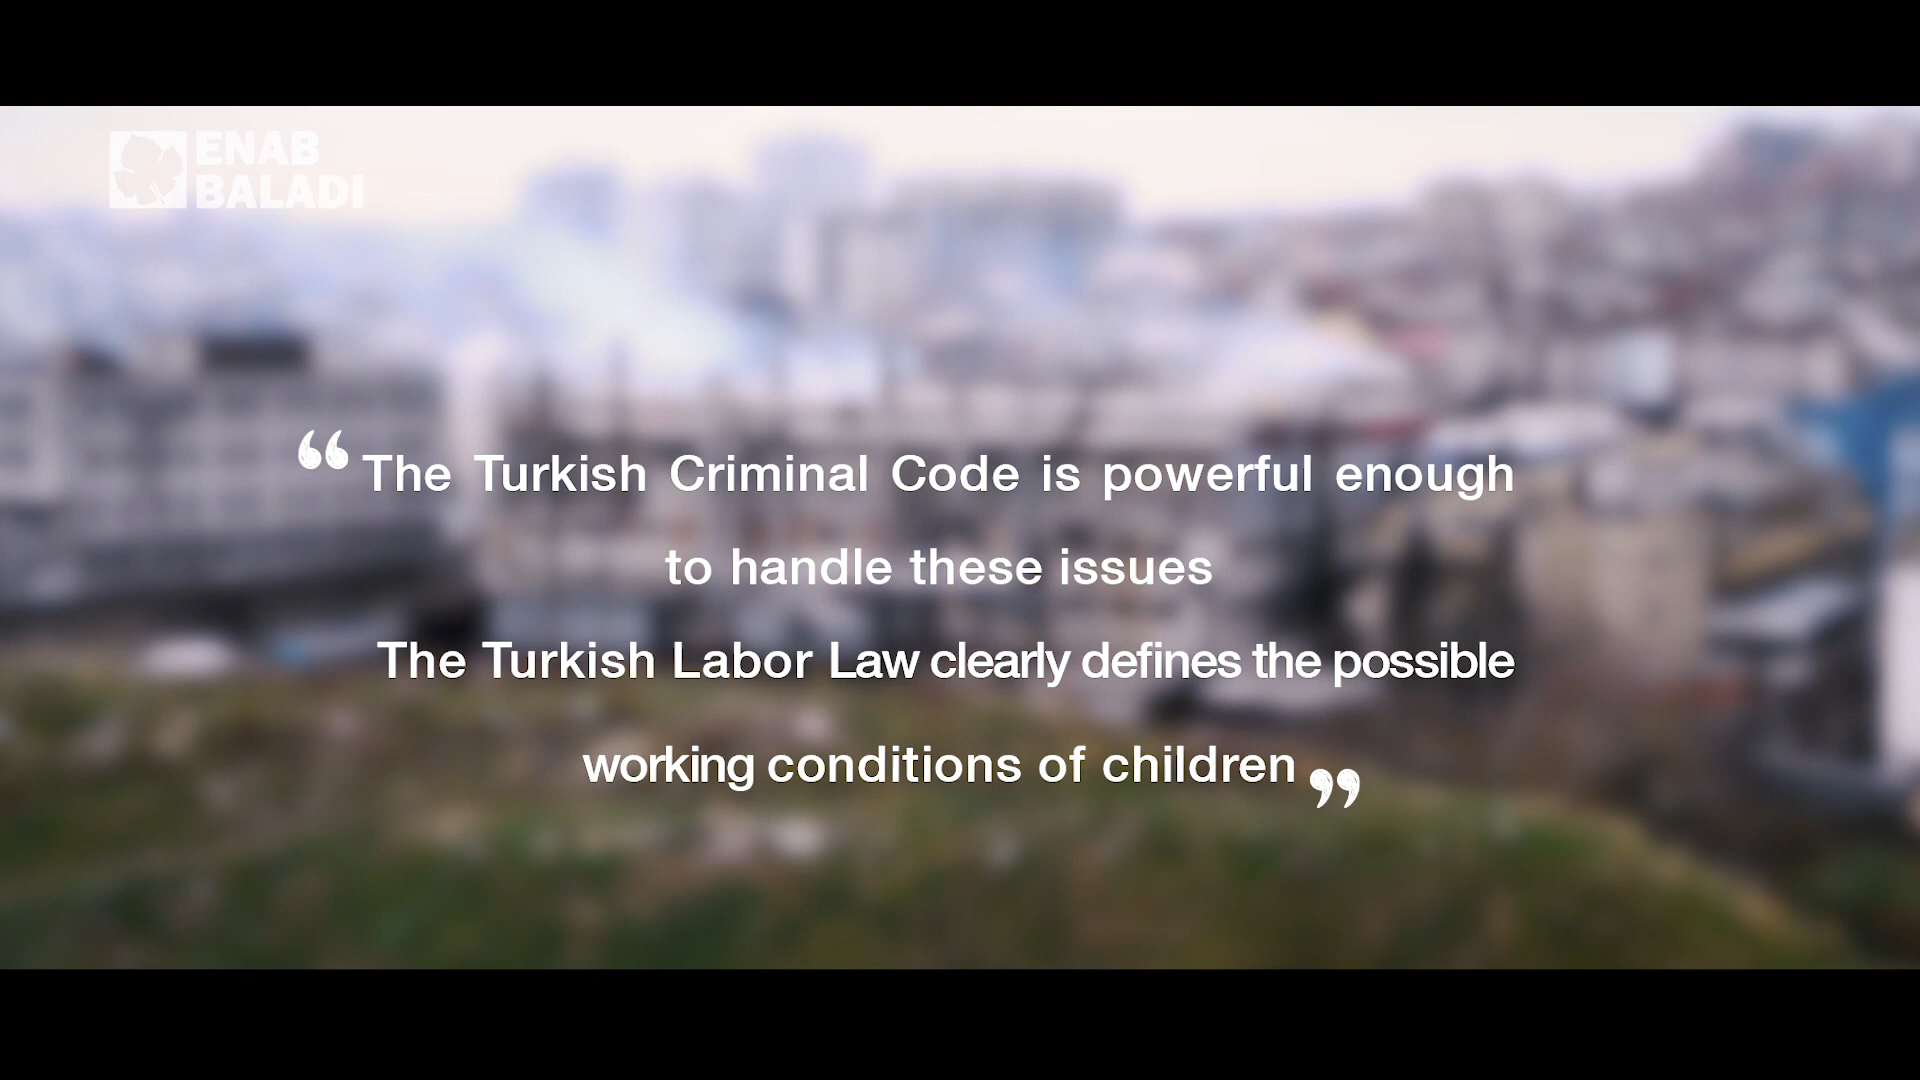 ENAB
BALADI
“The Turkish Criminal Code is powerful enough
to handle these issues
The Turkish Labor Law clearly defines the possible
working conditions of children”